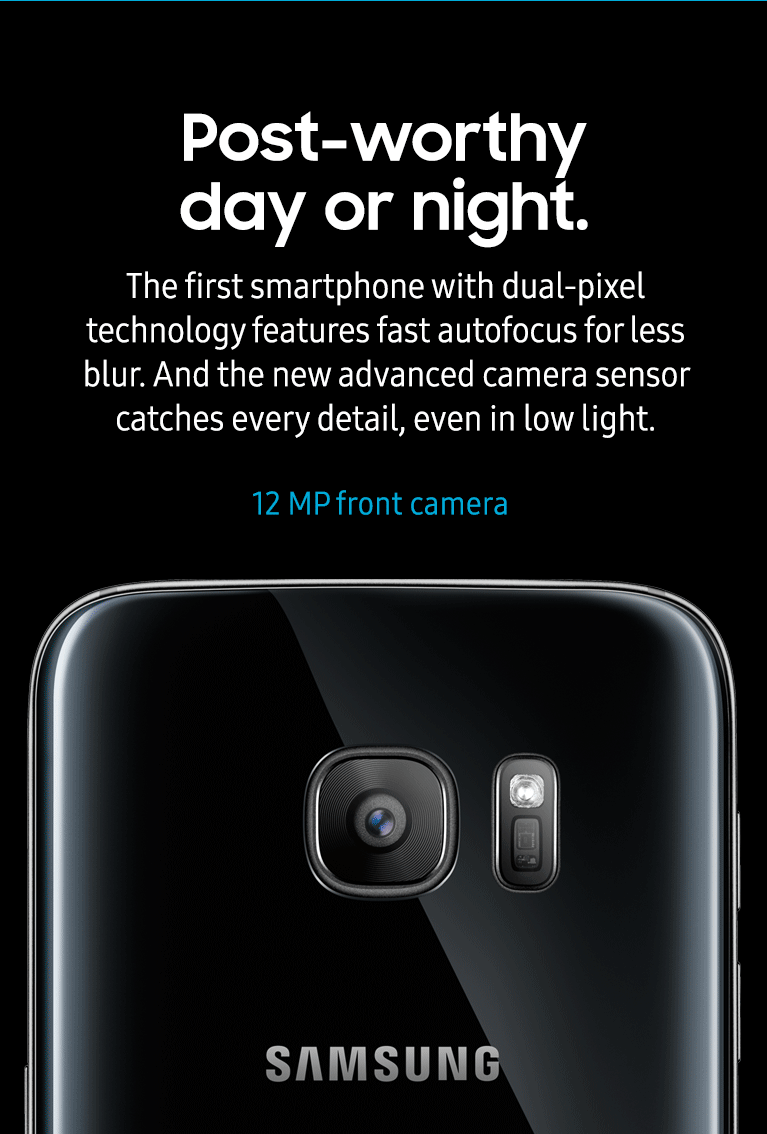 Post-worthy
day or night.
The first smartphone with dual-pixel
technology features fast autofocus for less
blur. And the new advanced camera sensor
catches every detail, even in low light.
12 MP front camera
SAMSUNG